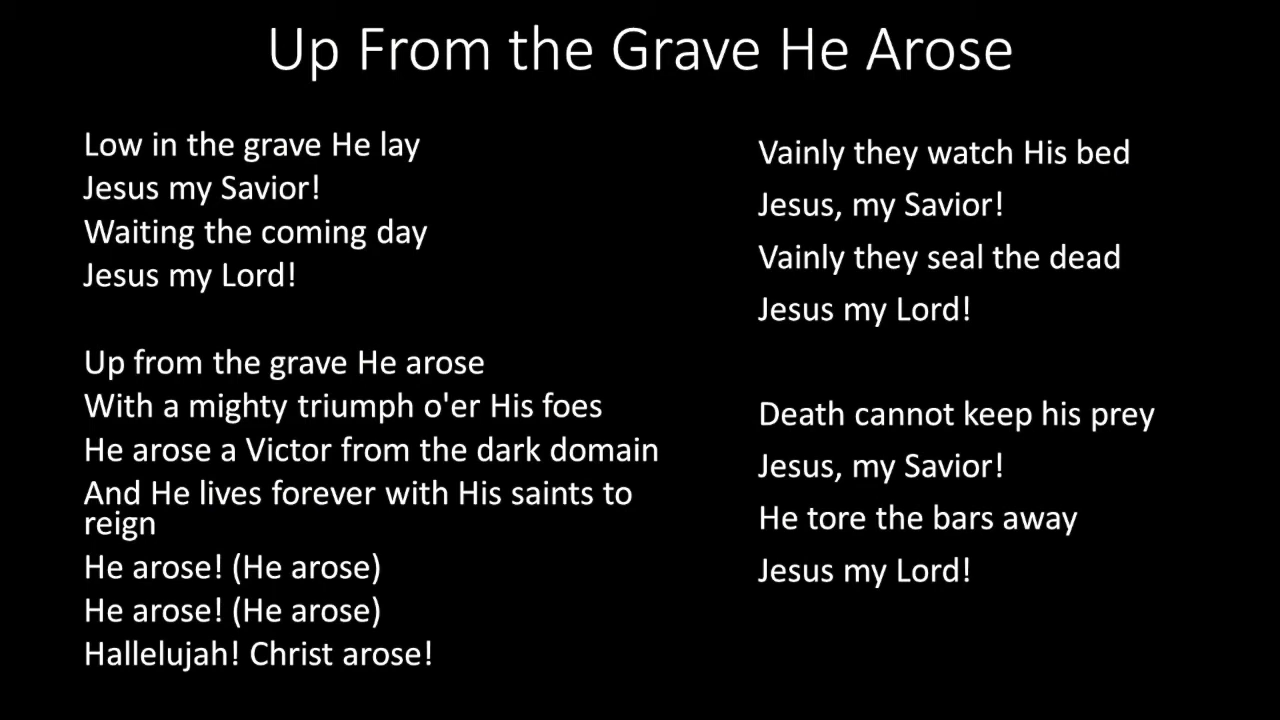 Up From the Grave He Arose
Low in the grave He lay
Jesus my Savior!
Waiting the coming day
Jesus my Lord!
Up from the grave He arose
With a mighty triumph o'er His foes
He arose a Victor from the dark domain
And He lives forever with His saints to
reign
He arose! (He arose)
He arose! (He arose)
Hallelujah! Christ arose!
Vainly they watch His bed
Jesus, my Savior!
Vainly they seal the dead
Jesus my Lord!
Death cannot keep his prey
Jesus, my Savior!
He tore the bars away
Jesus my Lord!